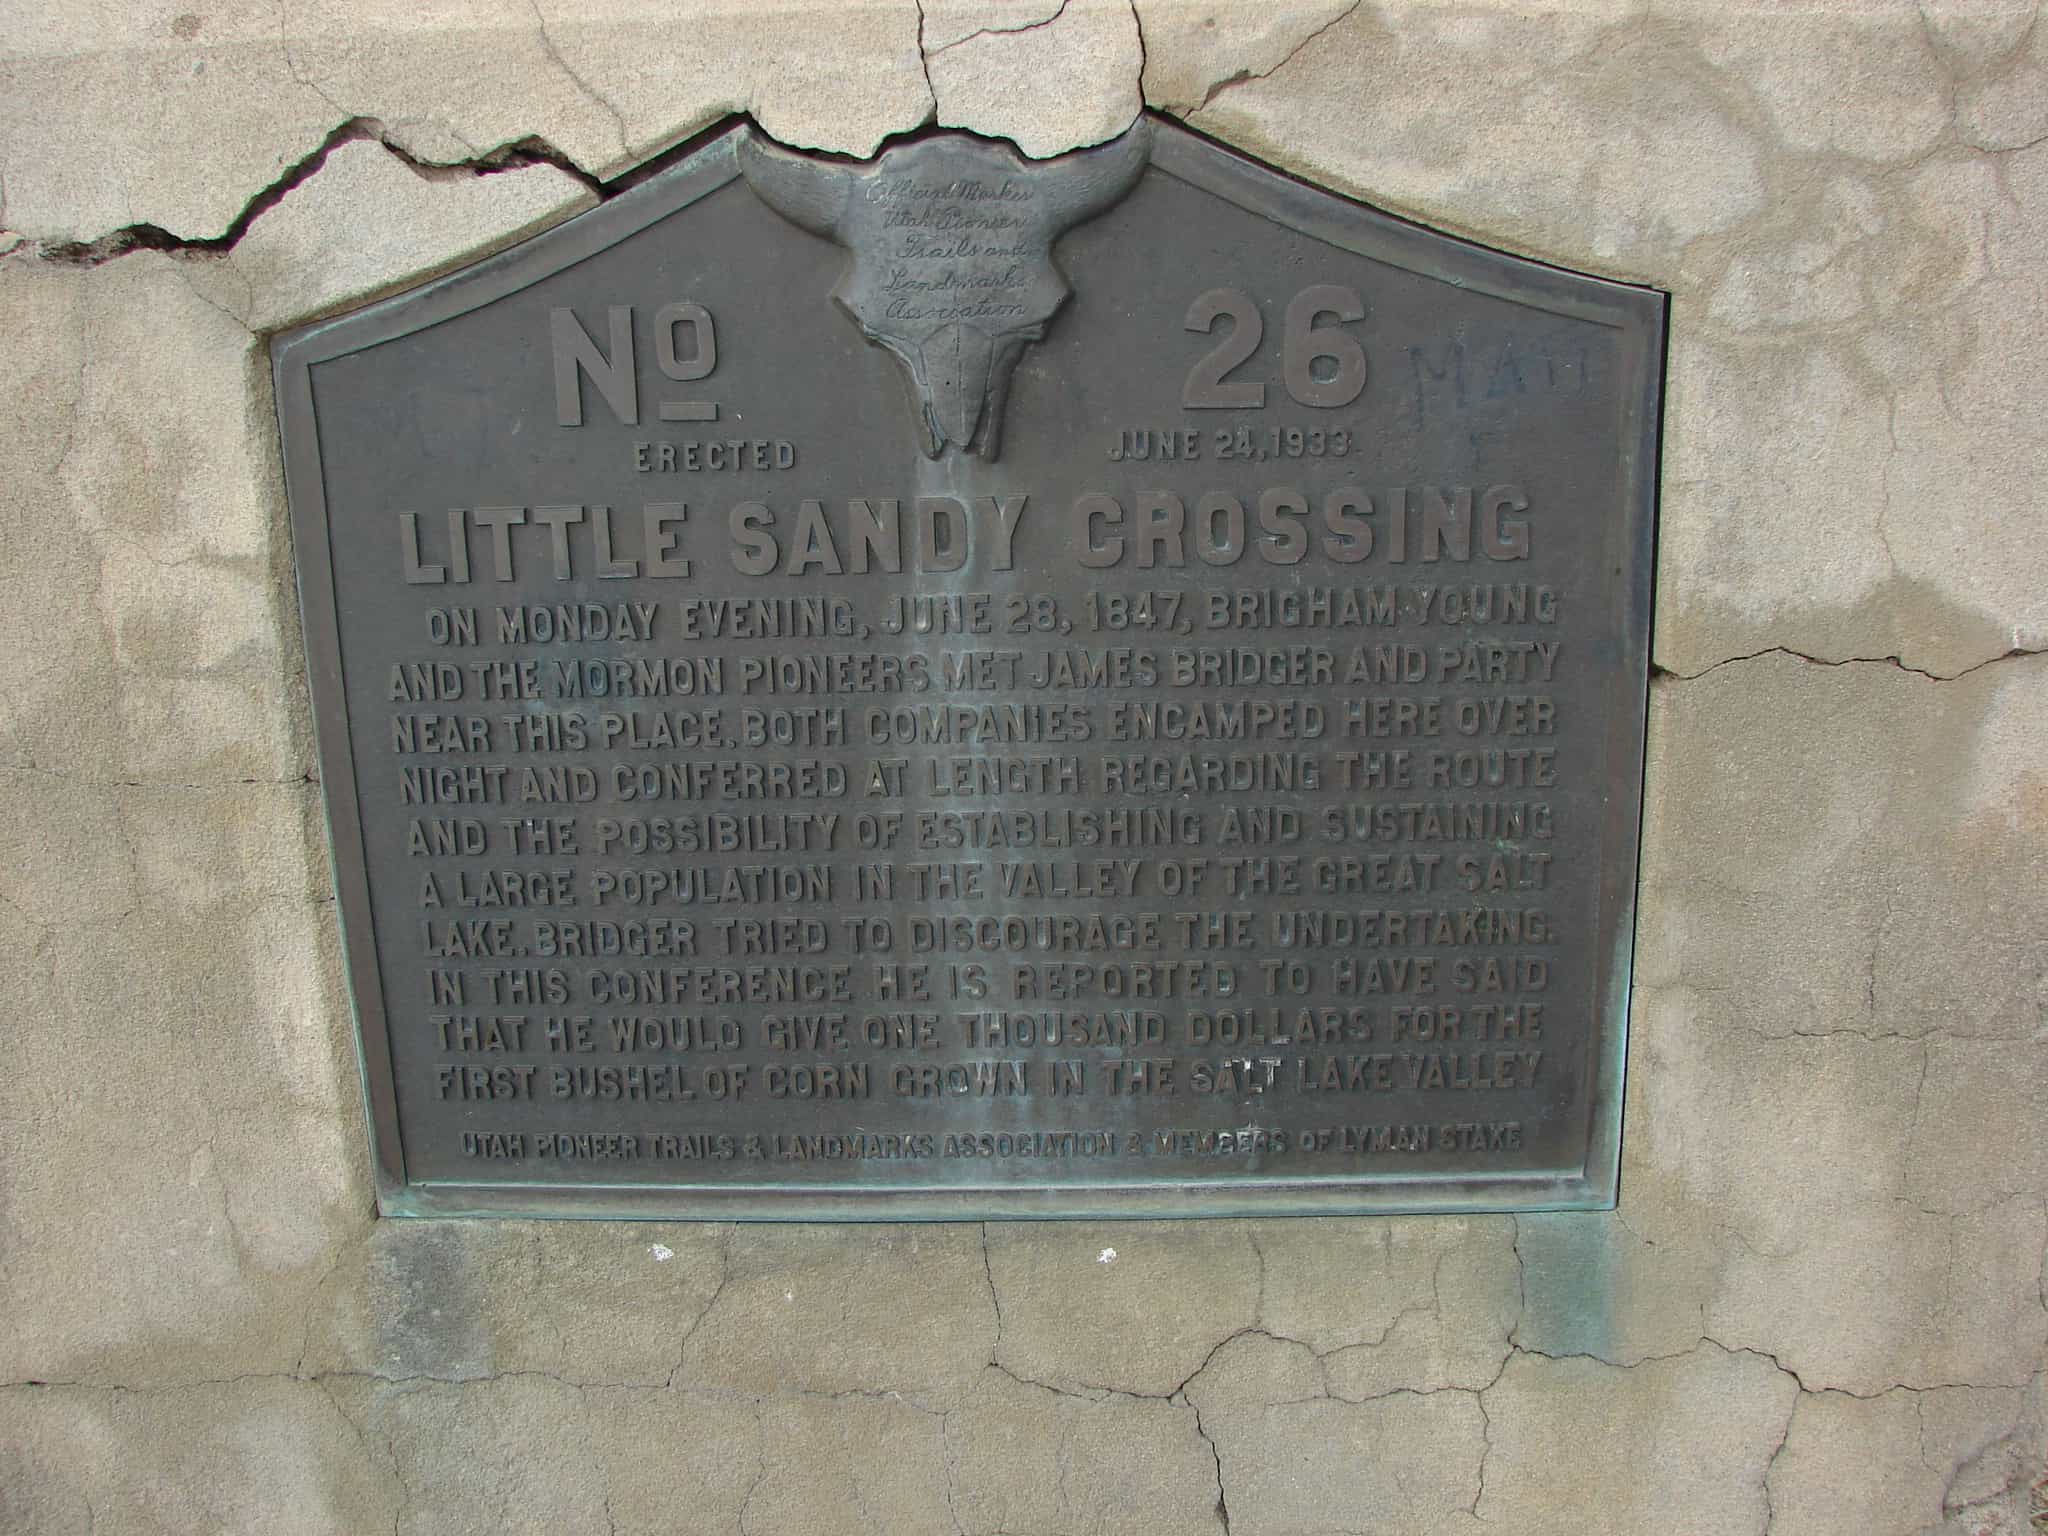 Official Marker
Utah Pioneer
Trails and
Landmarks
Association
No 26
ERECTED JUNE 24, 1933
LITTLE SANDY CROSSING
ON MONDAY EVENING, JUNE 28, 1847, BRIGHAM YOUNG
AND THE MORMON PIONEERS MET JAMES BRIDGER AND PARTY
NEAR THIS PLACE. BOTH COMPANIES ENCAMPED HERE OVER
NIGHT AND CONFERRED AT LENGTH REGARDING THE ROUTE
AND THE POSSIBILITY OF ESTABLISHING AND SUSTAINING
A LARGE POPULATION IN THE VALLEY OF THE GREAT SALT
LAKE. BRIDGER TRIED TO DISCOURAGE THE UNDERTAKING.
IN THIS CONFERENCE HE IS REPORTED TO HAVE SAID
THAT HE WOULD GIVE ONE THOUSAND DOLLARS FOR THE
FIRST BUSHEL OF CORN GROWN IN THE SALT LAKE VALLEY
UTAH PIONEER TRAILS & LANDMARKS ASSOCIATION & MEMBERS OF LYMAN STAKE